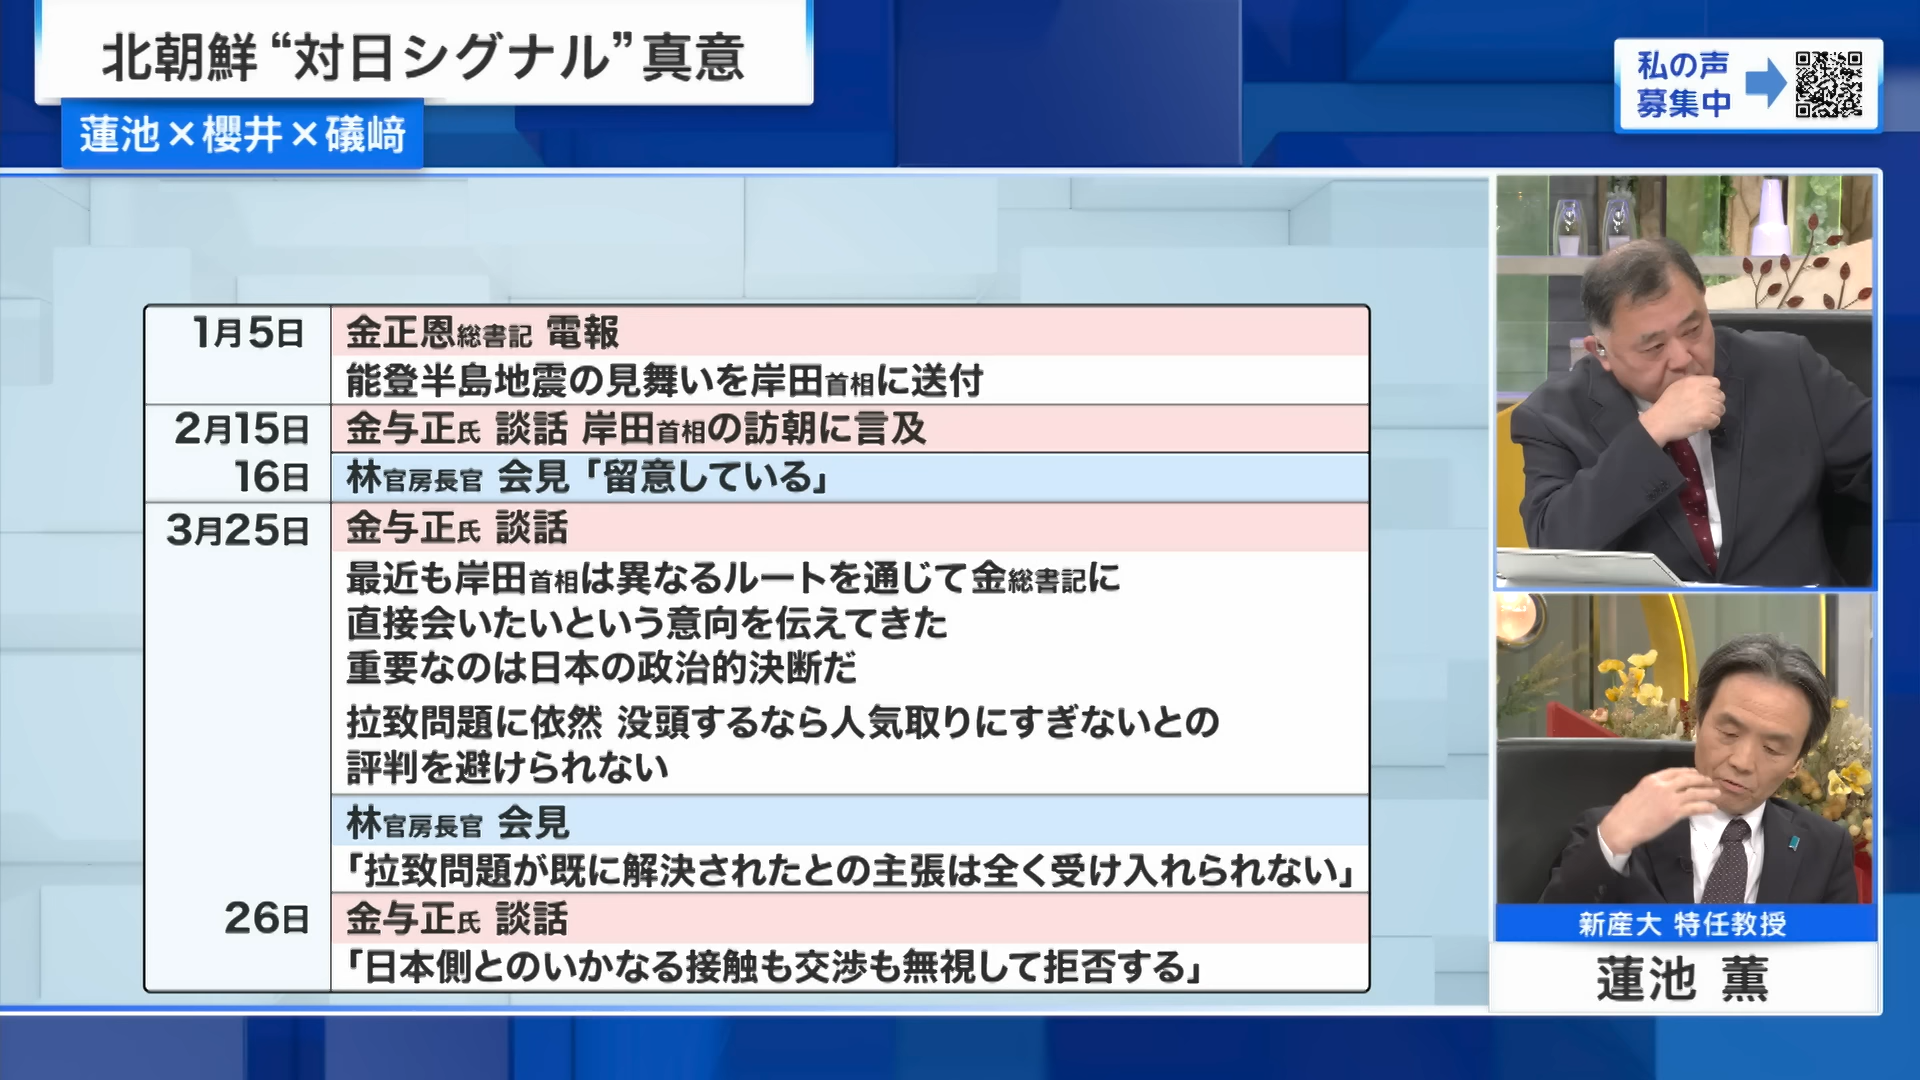 北朝鮮“対日シグナル”真意
蓮池×櫻井×礒﨑
私の声
募集中
1月5日 金正恩総書記 電報
能登半島地震の見舞いを岸田首相に送付
2月15日 金与正氏 談話 岸田首相の訪朝に言及
16日 林官房長官 会見「留意している」
3月25日 金与正氏 談話
最近も岸田首相は異なるルートを通じて金総書記に
直接会いたいという意向を伝えてきた
重要なのは日本の政治的決断だ
拉致問題に依然 没頭するなら人気取りにすぎないとの
評判を避けられない
林官房長官 会見
「拉致問題が既に解決されたとの主張は全く受け入れられない」
26日 金与正氏 談話
「日本側とのいかなる接触も交渉も無視して拒否する」
新産大 特任教授
蓮池 薫